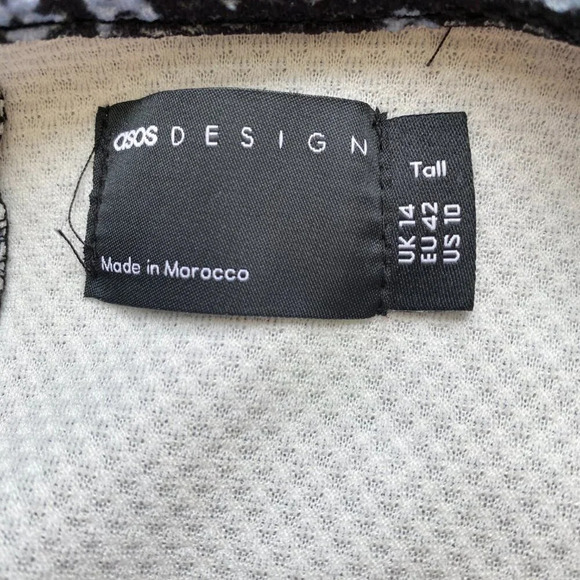 asos DESIGN
Made in Morocco
Tall
UK 14
EU 42
US 10